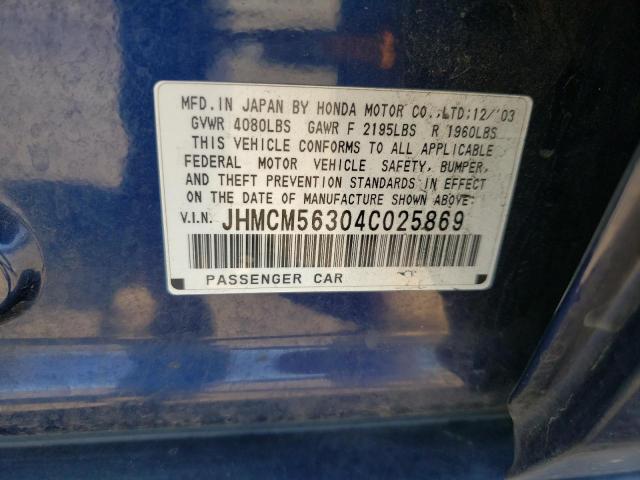 MFD. IN JAPAN BY HONDA MOTOR CO.,LTD:12/'03
GVWR 4080LBS GAWR F 2195LBS R 1960LBS
THIS VEHICLE CONFORMS TO ALL APPLICABLE
FEDERAL MOTOR VEHICLE SAFETY, BUMPER,
AND THEFT PREVENTION STANDARDS IN EFFECT
ON THE DATE OF MANUFACTURE SHOWN ABOVE.
V.I.N. JHMCM56304C025869
PASSENGER CAR